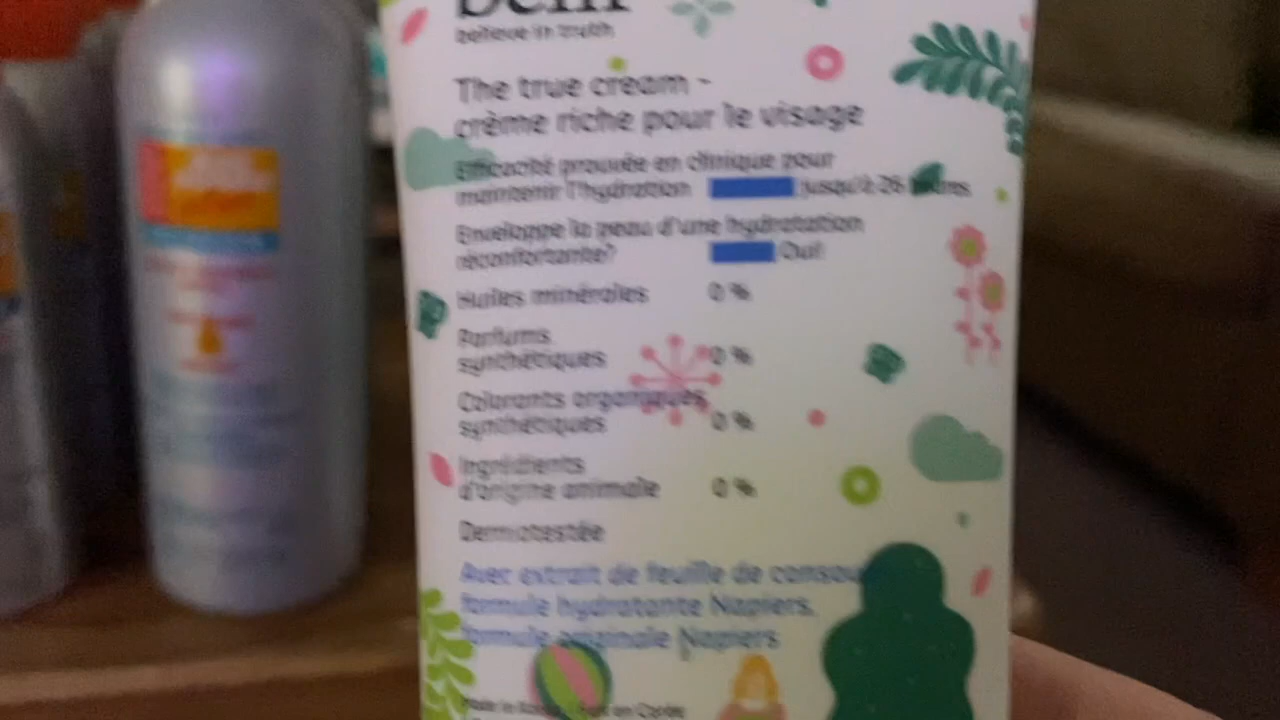 believe in truth
The true cream -
crème riche pour le visage
Efficacité prouvée en clinique pour
maintenir l'hydratation jusqu'à 26
Enveloppe la peau d'une hydratation
réconfortante? Oui!
Huiles minérales 0 %
Parfums
synthétiques 0 %
Colorants organiques
synthétiques 0 %
Ingrédients
d'origine animale 0 %
Dermotestée
Avec extrait de feuille de
formule hydratante Napiers,
formule originale Napiers